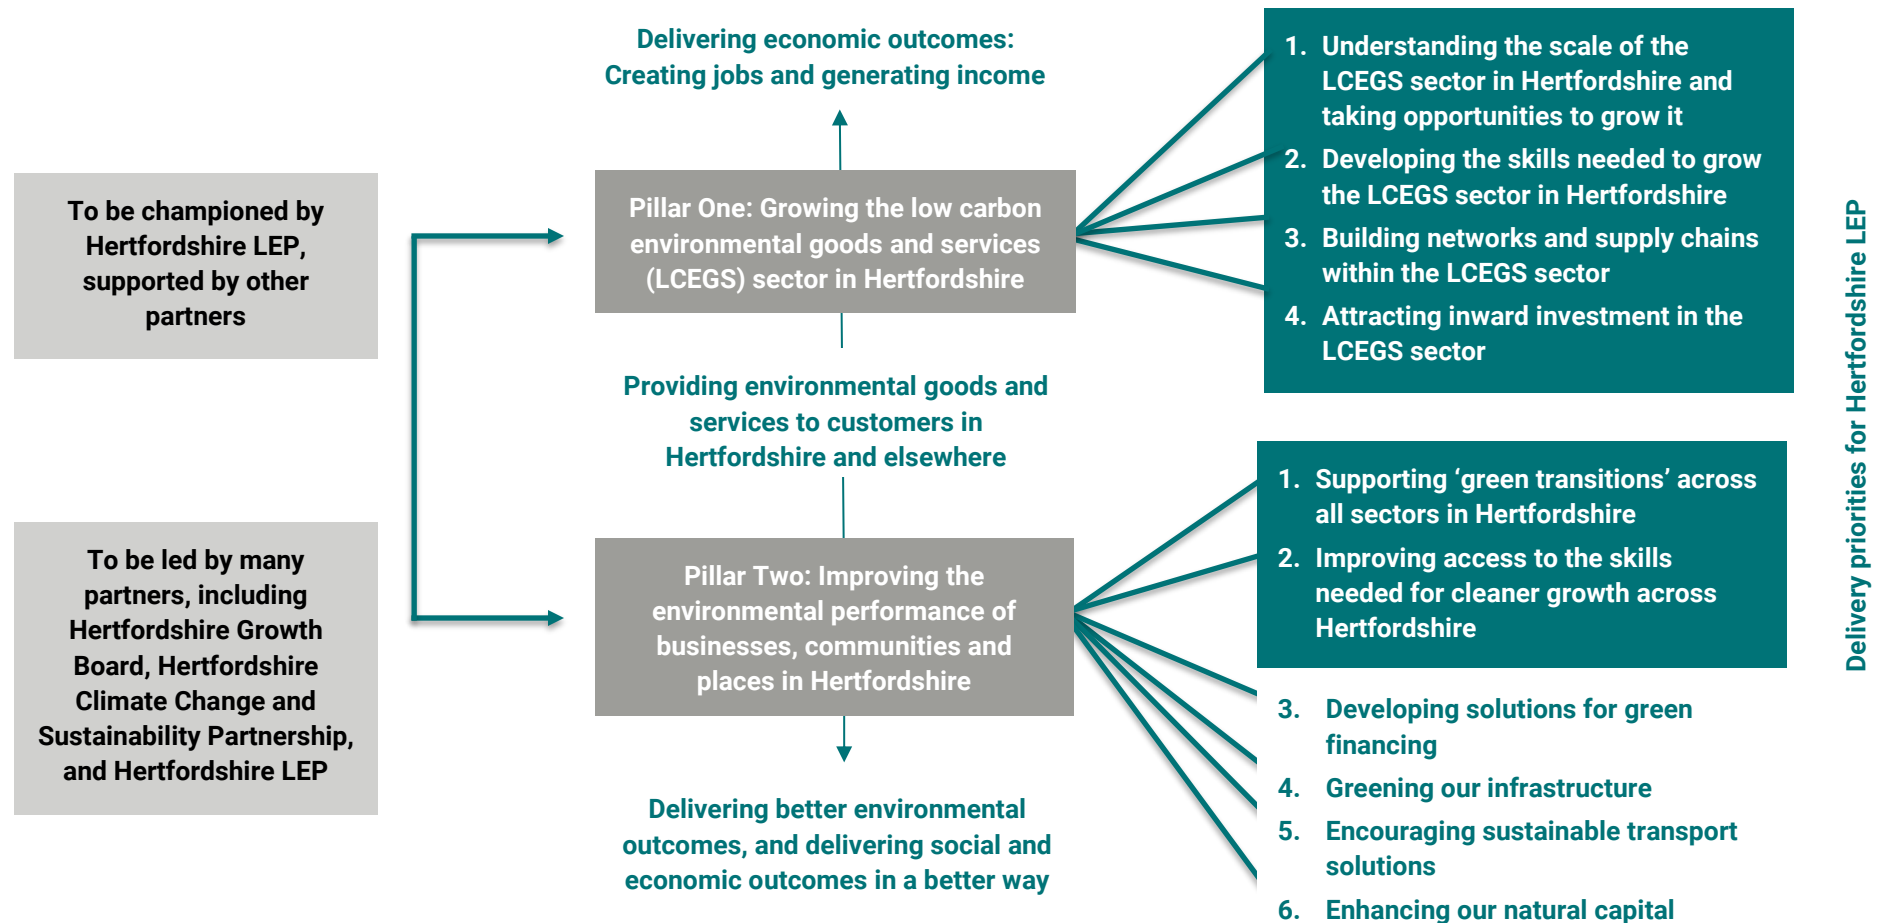 Delivering economic outcomes:
Creating jobs and generating income
To be championed by
Hertfordshire LEP,
supported by other
partners
Pillar One: Growing the low carbon
environmental goods and services
(LCEGS) sector in Hertfordshire
1. Understanding the scale of the
LCEGS sector in Hertfordshire and
taking opportunities to grow it
2. Developing the skills needed to grow
the LCEGS sector in Hertfordshire
3. Building networks and supply chains
within the LCEGS sector
4. Attracting inward investment in the
LCEGS sector
Providing environmental goods and
services to customers in
Hertfordshire and elsewhere
To be led by many
partners, including
Hertfordshire Growth
Board, Hertfordshire
Climate Change and
Sustainability Partnership,
and Hertfordshire LEP
Pillar Two: Improving the
environmental performance of
businesses, communities and
places in Hertfordshire
1. Supporting ‘green transitions’ across
all sectors in Hertfordshire
2. Improving access to the skills
needed for cleaner growth across
Hertfordshire
3. Developing solutions for green
financing
4. Greening our infrastructure
5. Encouraging sustainable transport
solutions
6. Enhancing our natural capital
Delivering better environmental
outcomes, and delivering social and
economic outcomes in a better way
Delivery priorities for Hertfordshire LEP